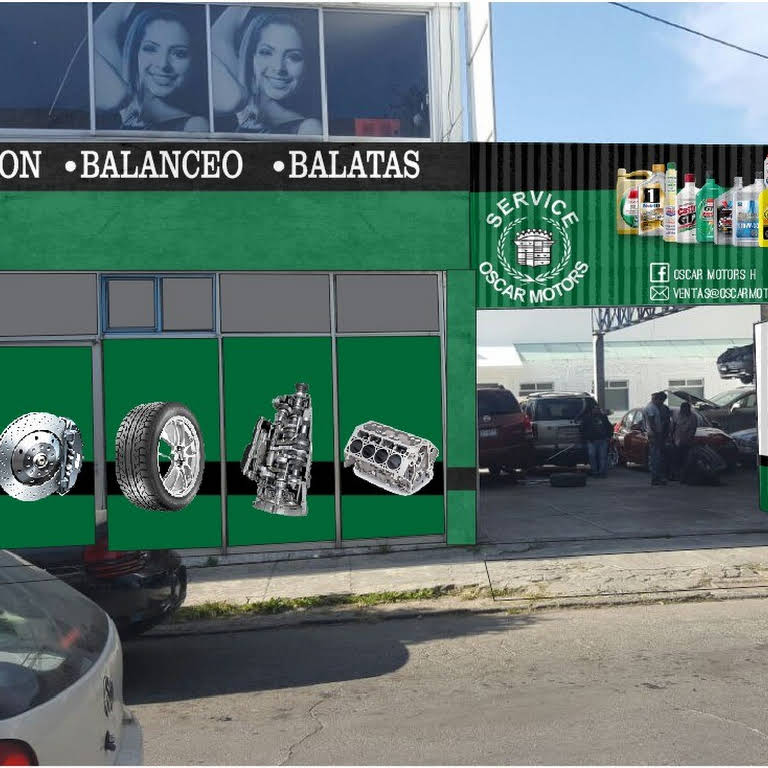 ON •BALANCEO •BALATAS
SERVICE
OSCAR MOTORS
OSCAR MOTORS H
VENTAS@OSCARMOT